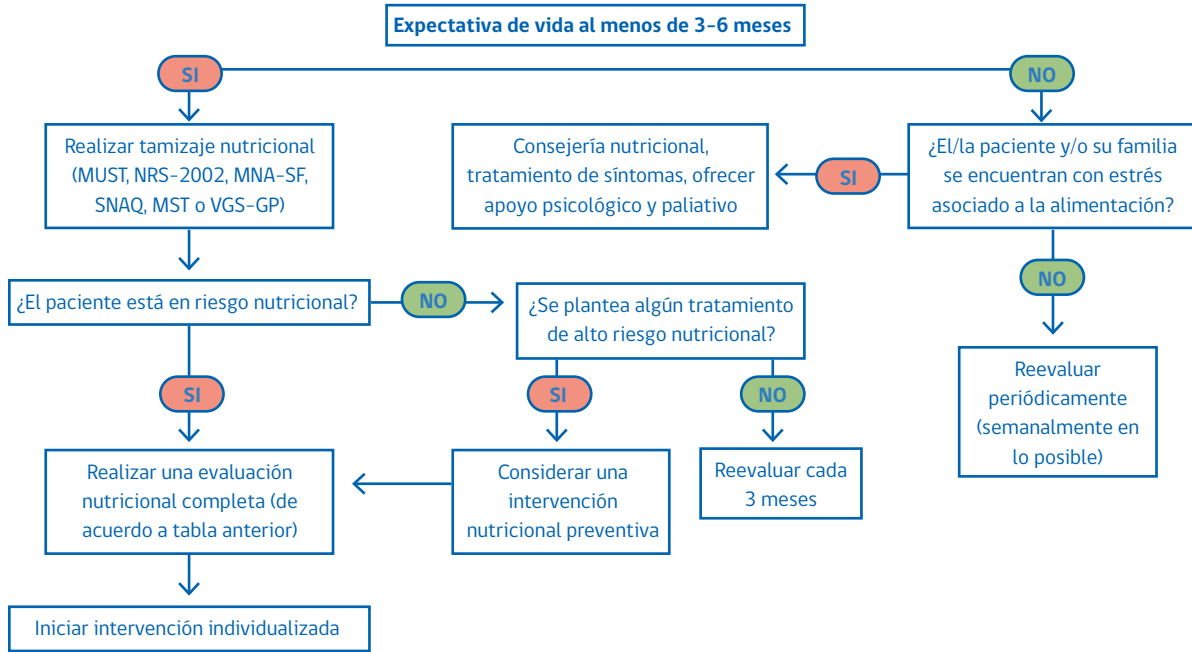 Expectativa de vida al menos de 3-6 meses
SI
NO
Realizar tamizaje nutricional
(MUST, NRS-2002, MNA-SF,
SNAQ, MST o VGS-GP)
Consejería nutricional,
tratamiento de síntomas, ofrecer
apoyo psicológico y paliativo
SI
¿El/la paciente y/o su familia
se encuentran con estrés
asociado a la alimentación?
NO
¿El paciente está en riesgo nutricional?
NO
¿Se plantea algún tratamiento
de alto riesgo nutricional?
Reevaluar
periódicamente
(semanalmente en
lo posible)
SI
SI
NO
Realizar una evaluación
nutricional completa (de
acuerdo a tabla anterior)
Considerar una
intervención
nutricional preventiva
Reevaluar cada
3 meses
Iniciar intervención individualizada